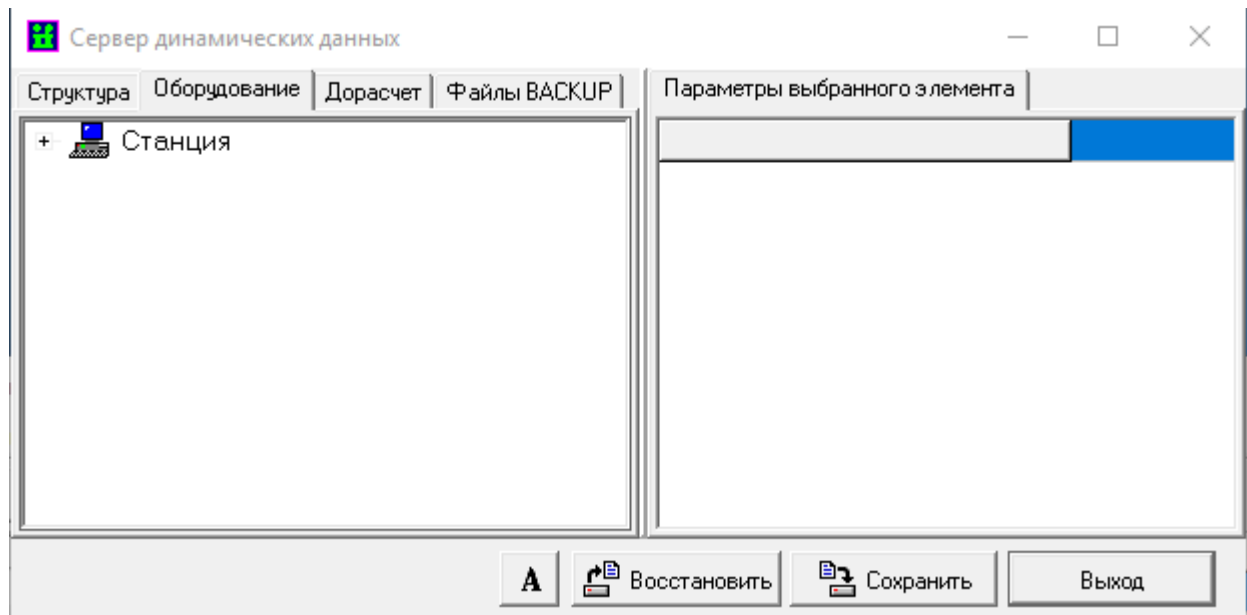 Сервер динамических данных
Структура Оборудование Дорасчет Файлы BACKUP Параметры выбранного элемента
Станция
A Восстановить Сохранить Выход